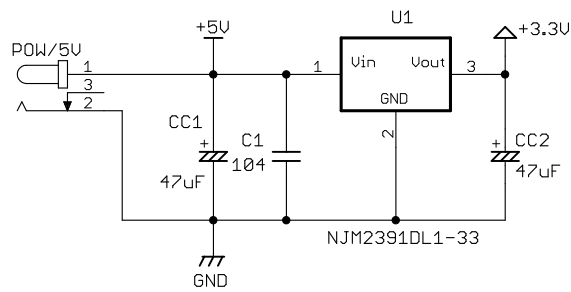 U1
+5V
+3.3V
POW/5V
1
3
2
1
Vin
Vout
3
GND
2
CC1
+
47uF
C1
104
+
CC2
47uF
NJM2391DL1-33
GND